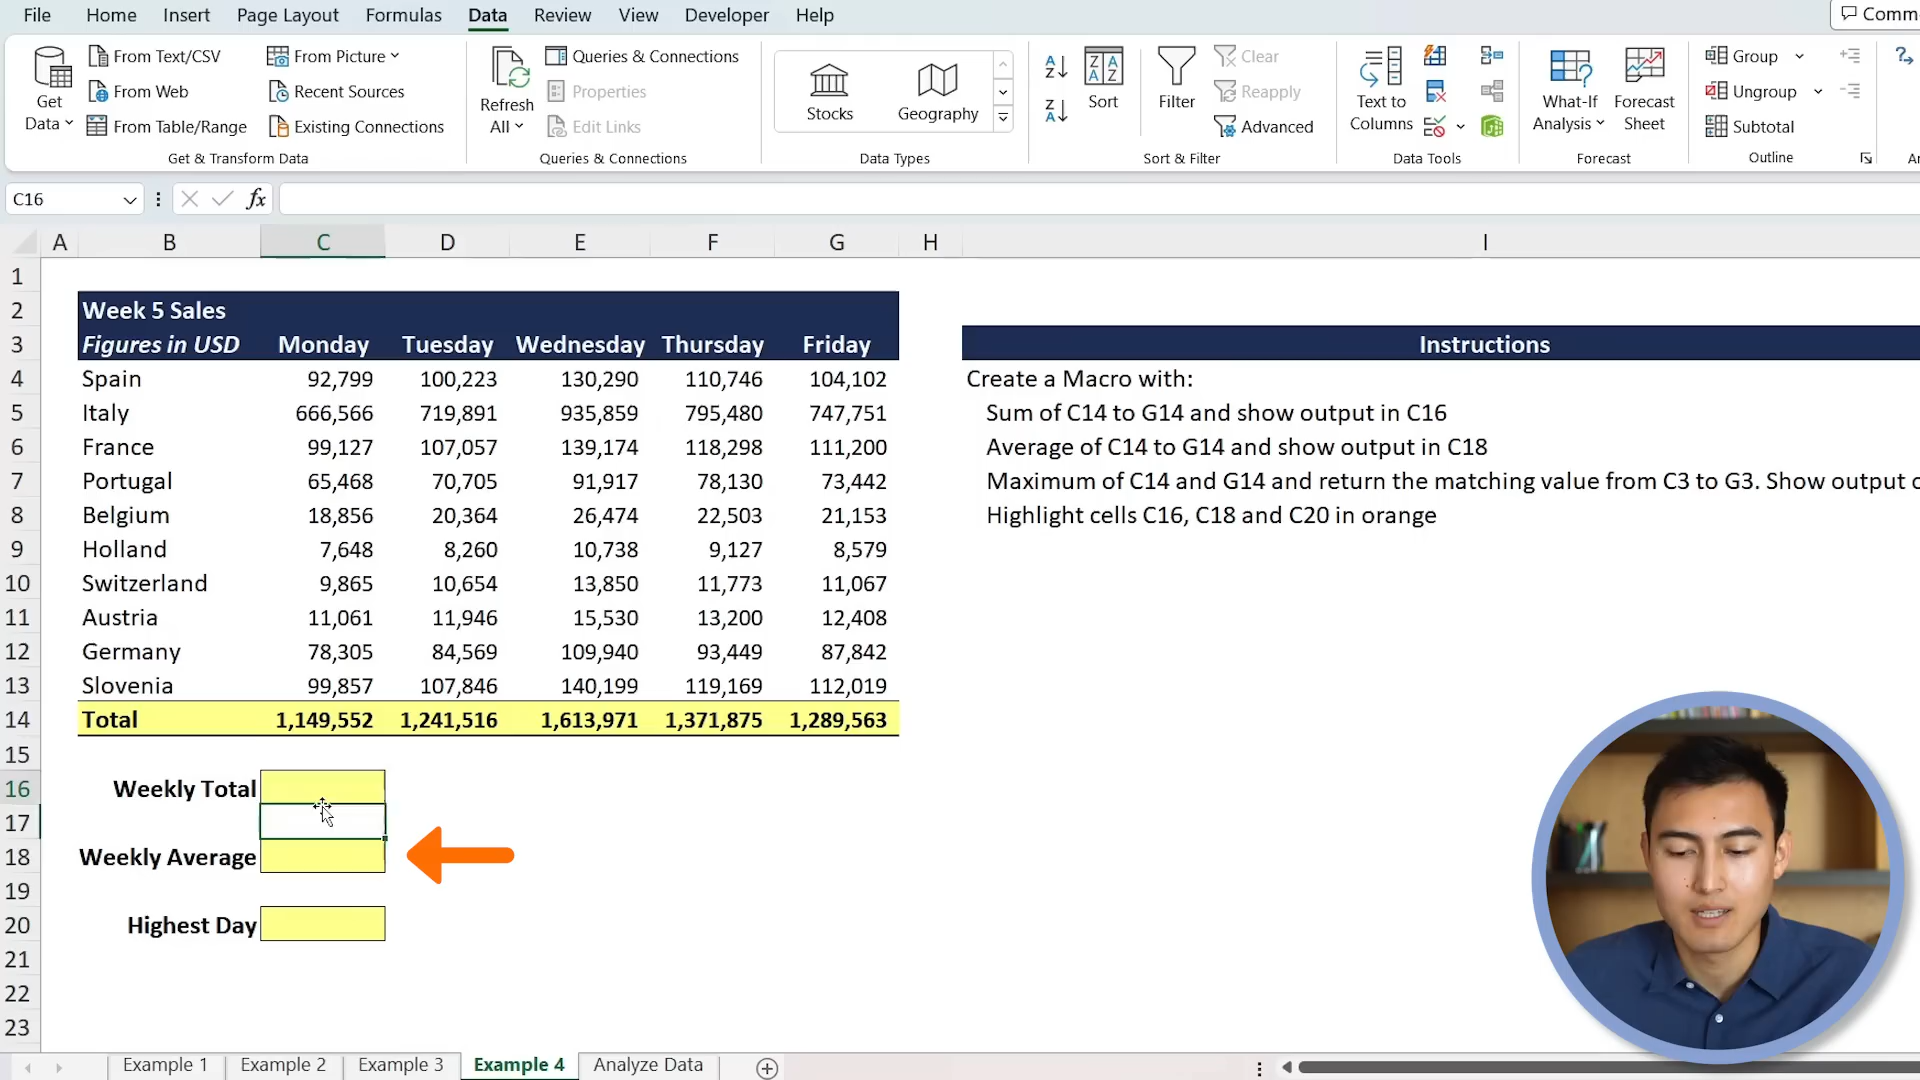 File Home Insert Page Layout Formulas Data Review View Developer Help
From Text/CSV From Picture Queries & Connections Clear Group
Get Data From Web Recent Sources Refresh All Properties Stocks Geography Sort Filter Reapply Text to Columns What-If Analysis Forecast Sheet Ungroup
From Table/Range Existing Connections Edit Links Advanced Subtotal
Get & Transform Data Queries & Connections Data Types Sort & Filter Data Tools Forecast Outline
C16 fx
A B C D E F G H I
1
2 Week 5 Sales
3 Figures in USD Monday Tuesday Wednesday Thursday Friday Instructions
4 Spain 92,799 100,223 130,290 110,746 104,102 Create a Macro with:
5 Italy 666,566 719,891 935,859 795,480 747,751 Sum of C14 to G14 and show output in C16
6 France 99,127 107,057 139,174 118,298 111,200 Average of C14 to G14 and show output in C18
7 Portugal 65,468 70,705 91,917 78,130 73,442 Maximum of C14 and G14 and return the matching value from C3 to G3. Show output
8 Belgium 18,856 20,364 26,474 22,503 21,153 Highlight cells C16, C18 and C20 in orange
9 Holland 7,648 8,260 10,738 9,127 8,579
10 Switzerland 9,865 10,654 13,850 11,773 11,067
11 Austria 11,061 11,946 15,530 13,200 12,408
12 Germany 78,305 84,569 109,940 93,449 87,842
13 Slovenia 99,857 107,846 140,199 119,169 112,019
14 Total 1,149,552 1,241,516 1,613,971 1,371,875 1,289,563
15
16 Weekly Total
17
18 Weekly Average
19
20 Highest Day
21
22
23
Example 1 Example 2 Example 3 Example 4 Analyze Data